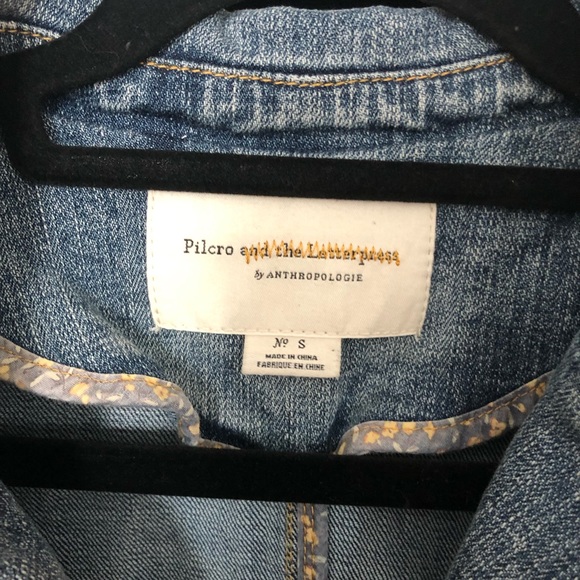 Pilcro and the Letterpress
by ANTHROPOLOGIE
Nº S
MADE IN CHINA
FABRIQUE EN CHINE